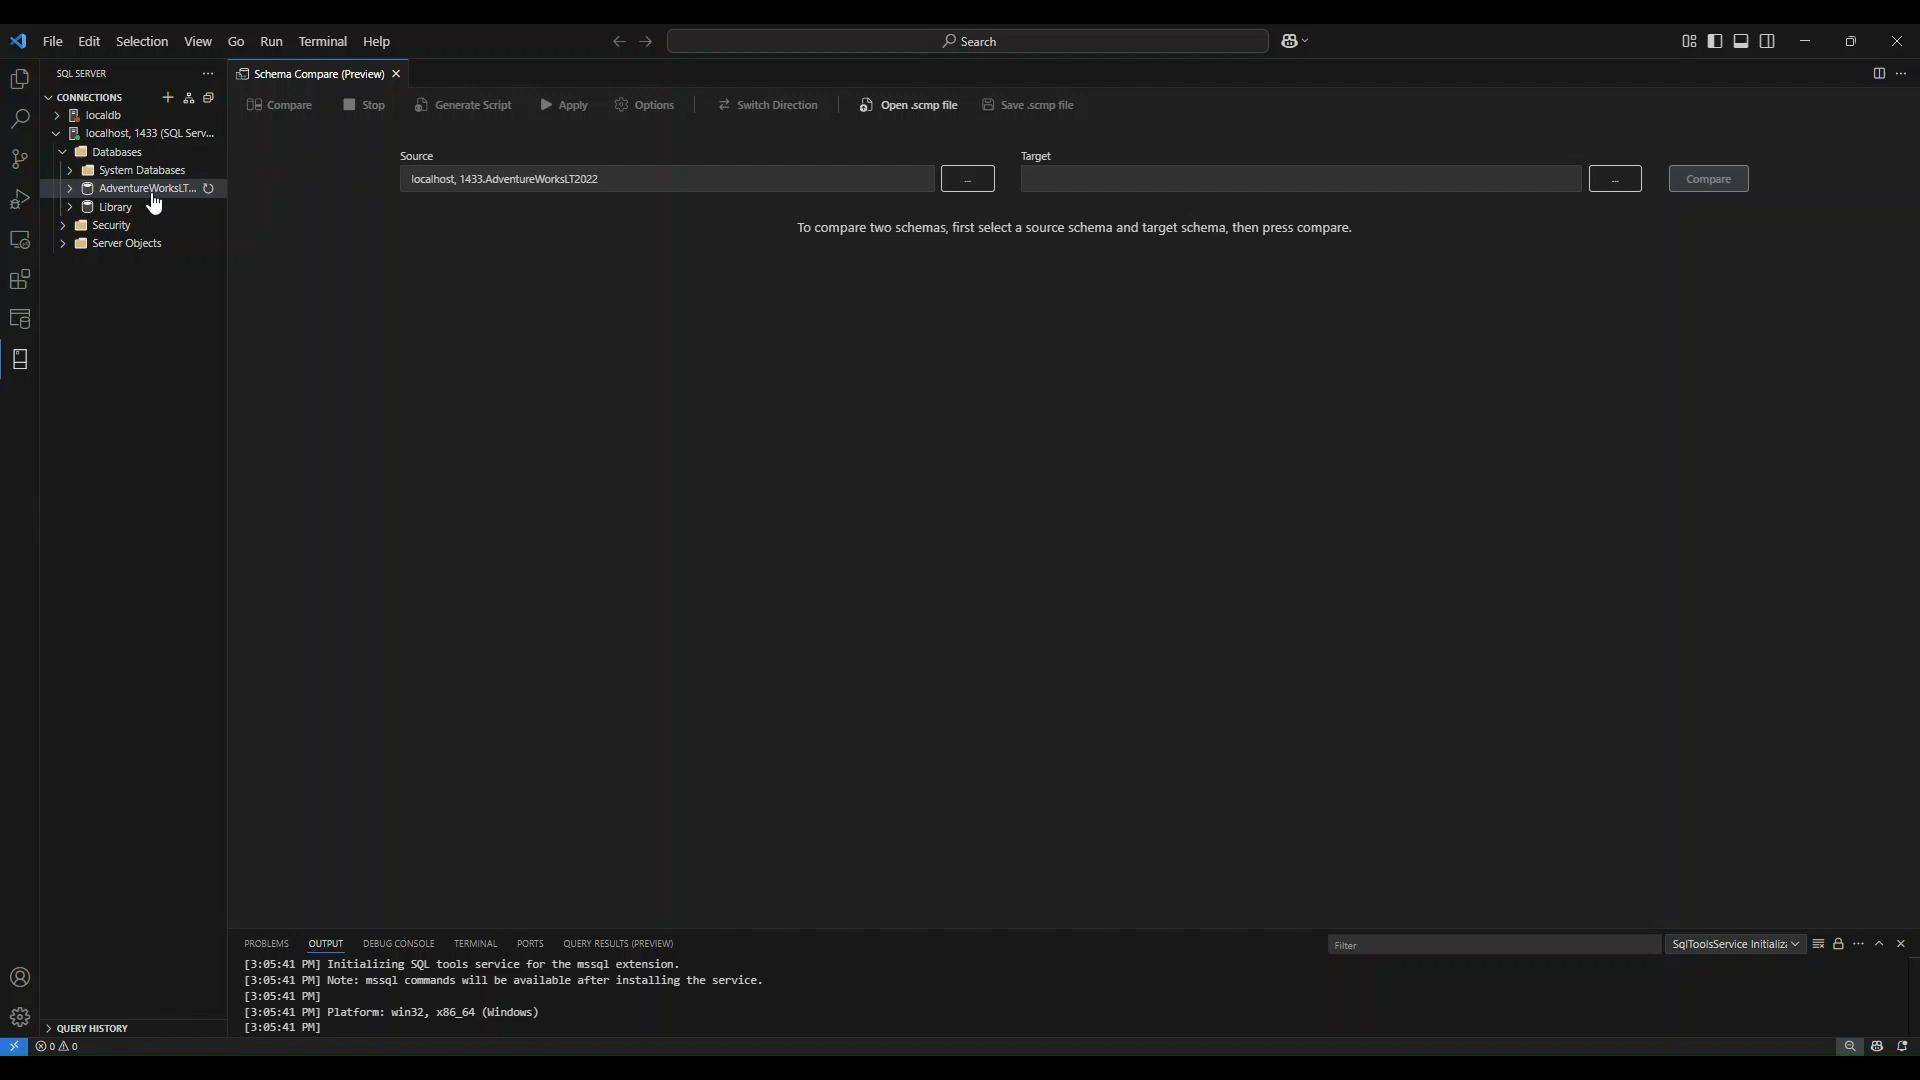 File Edit Selection View Go Run Terminal Help
Search
SQL SERVER
Schema Compare (Preview)
CONNECTIONS
Compare Stop Generate Script Apply Options Switch Direction Open .scmp file Save .scmp file
localdb
localhost, 1433 (SQL Serv...
Databases
System Databases
AdventureWorksLT...
Library
Security
Server Objects
Source
Target
localhost, 1433.AdventureWorksLT2022
...
...
Compare
To compare two schemas, first select a source schema and target schema, then press compare.
PROBLEMS OUTPUT DEBUG CONSOLE TERMINAL PORTS QUERY RESULTS (PREVIEW)
Filter
SqlToolsService Initializ
[3:05:41 PM] Initializing SQL tools service for the mssql extension.
[3:05:41 PM] Note: mssql commands will be available after installing the service.
[3:05:41 PM]
[3:05:41 PM] Platform: win32, x86_64 (Windows)
[3:05:41 PM]
QUERY HISTORY
0 0